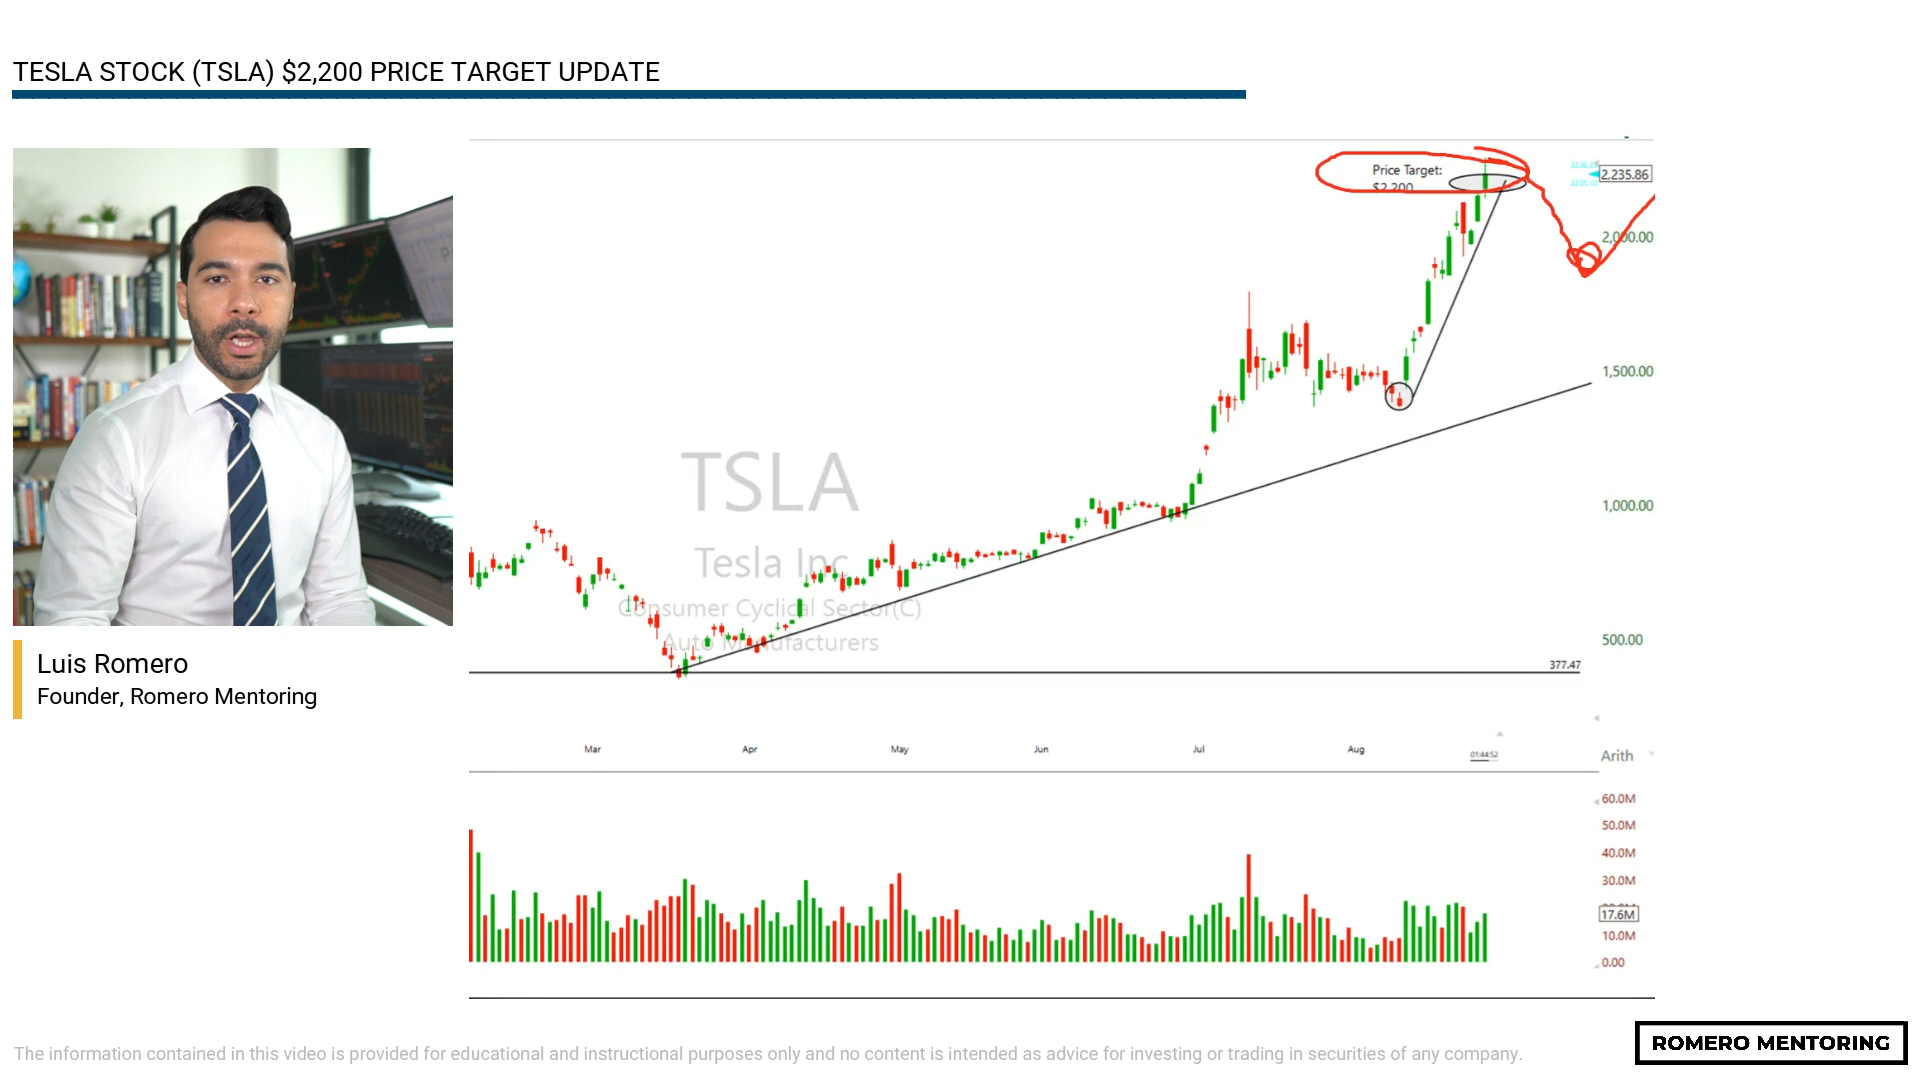 TESLA STOCK (TSLA) $2,200 PRICE TARGET UPDATE
Price Target:
$2,200
2,235.86
2,000.00
1,500.00
TSLA
1,000.00
Tesla Inc
Consumer Cyclical Sector(C)
500.00
Auto Manufacturers
377.47
Luis Romero
Founder, Romero Mentoring
Mar Apr May Jun Jul Aug
01:44:52
Arith
60.0M
50.0M
40.0M
30.0M
17.6M
10.0M
0.00
The information contained in this video is provided for educational and instructional purposes only and no content is intended as advice for investing or trading in securities of any company.
ROMERO MENTORING